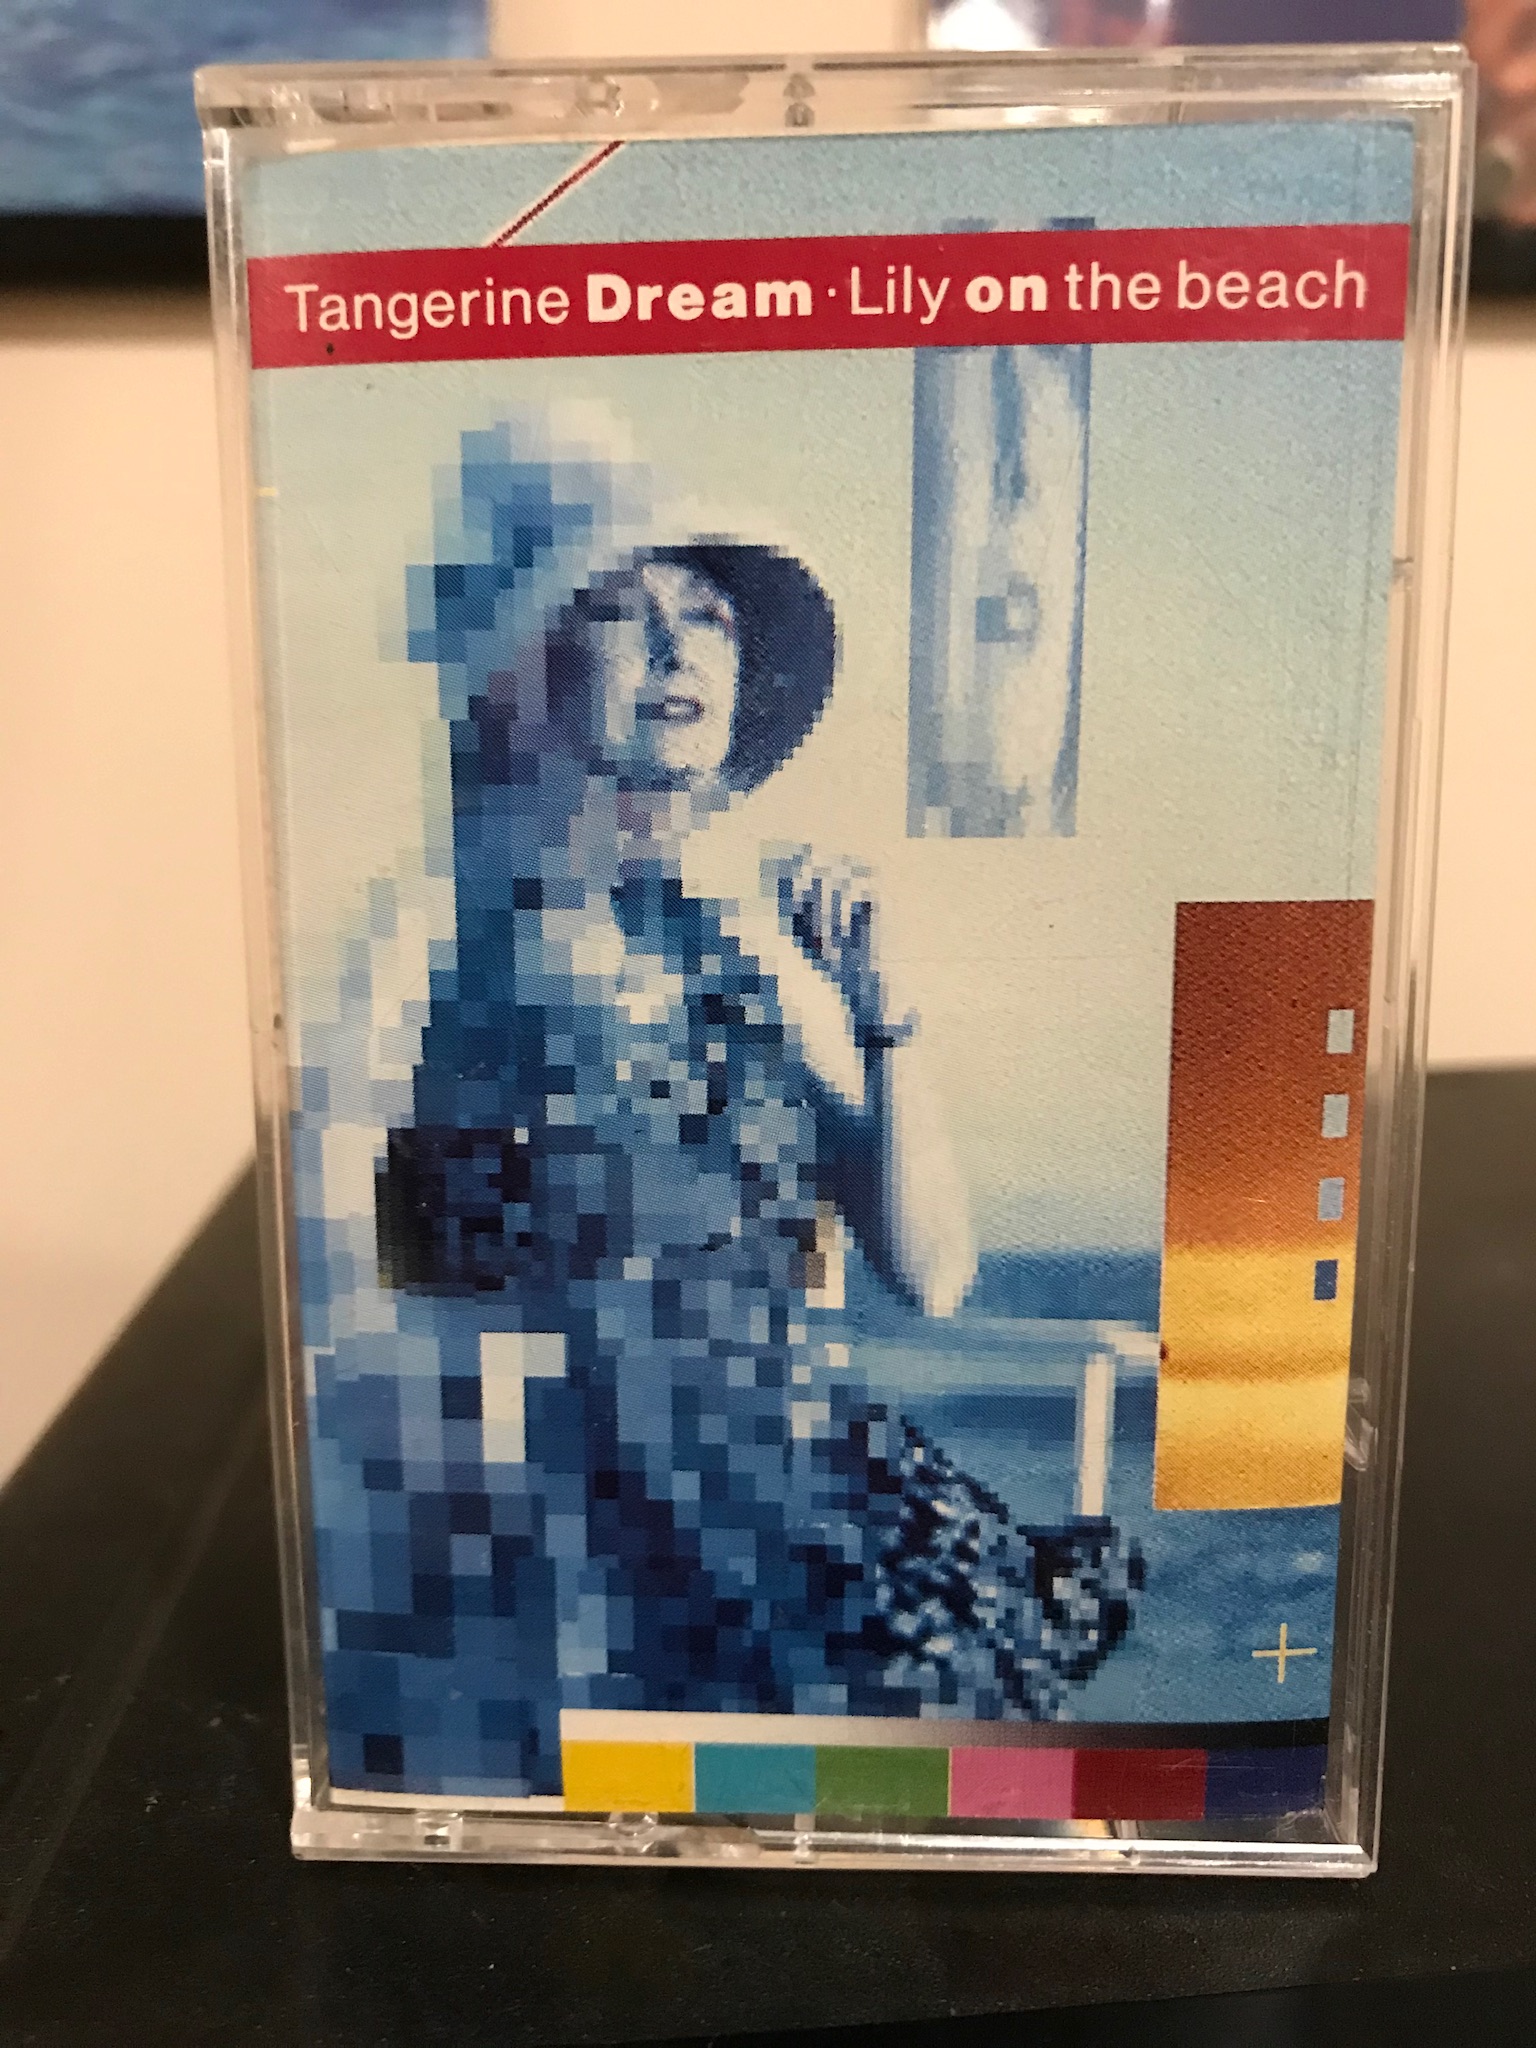 Tangerine Dream · Lily on the beach